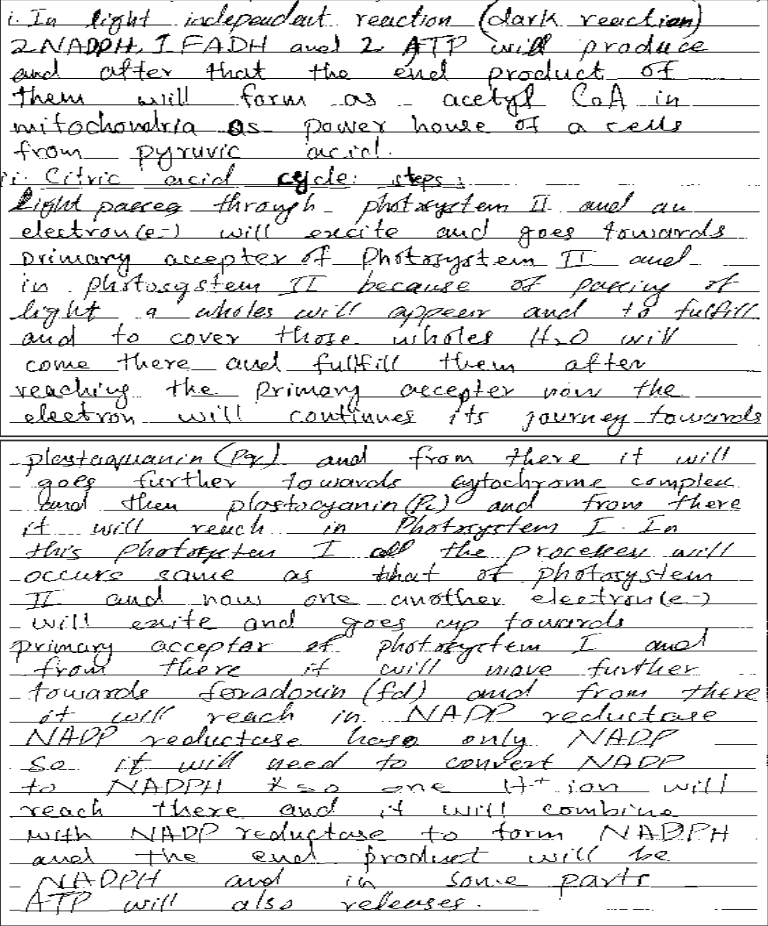 i. In light independent reaction (dark reaction)
2 NADPH, 1 FADH and 2 ATP will produce
and after that the end product of
them will form as acetyl CoA in
mitochondria as power house of a cells
from pyruvic acid.
ii. Citric acid cycle: steps:
Light passes through photosystem II and an
electron(e-) will excite and goes towards
primary accepter of Photosystem II and
in photosystem II because of passing of
light a wholes will appear and to fulfill
and to cover those wholes H2O will
come there and fullfill them after
reaching the primary accepter now the
electron will continues its journey towards
plastoquanin (Pq) and from there it will
goes further towards cytochrome complex
and then plastocyanin (Pc) and from there
it will reach in Photosystem I. In
this photosystem I all the processes will
occurs same as that of photosystem
II and now one another electron(e-)
will exite and goes up towards
primary acceptor of photosystem I and
from there it will move further
towards feradoxin (fd) and from there
it will reach in NADP reductase
NADP reductase hase only NADP
so it will need to convert NADP
to NADPH so one H+ ion will
reach there and it will combine
with NADP reductase to form NADPH
and the end product will be
NADPH and in some parts
ATP will also releases.